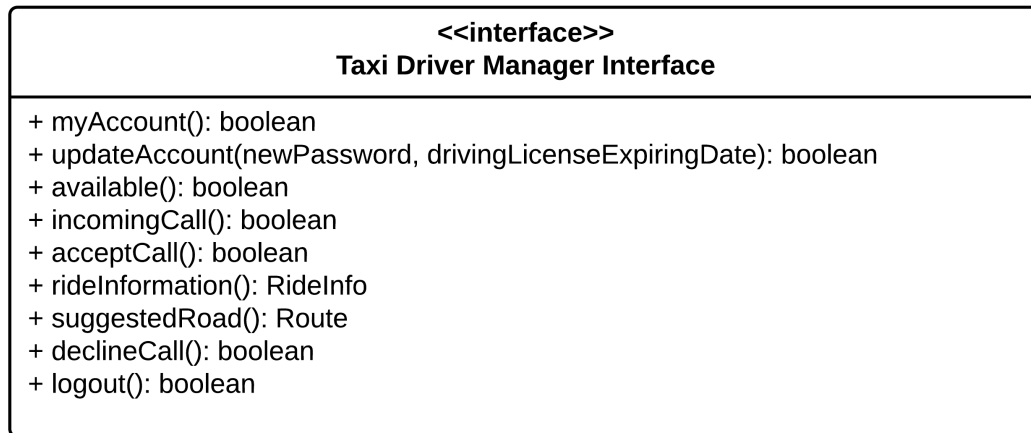 <<interface>>
Taxi Driver Manager Interface
+ myAccount(): boolean
+ updateAccount(newPassword, drivingLicenseExpiringDate): boolean
+ available(): boolean
+ incomingCall(): boolean
+ acceptCall(): boolean
+ rideInformation(): RideInfo
+ suggestedRoad(): Route
+ declineCall(): boolean
+ logout(): boolean